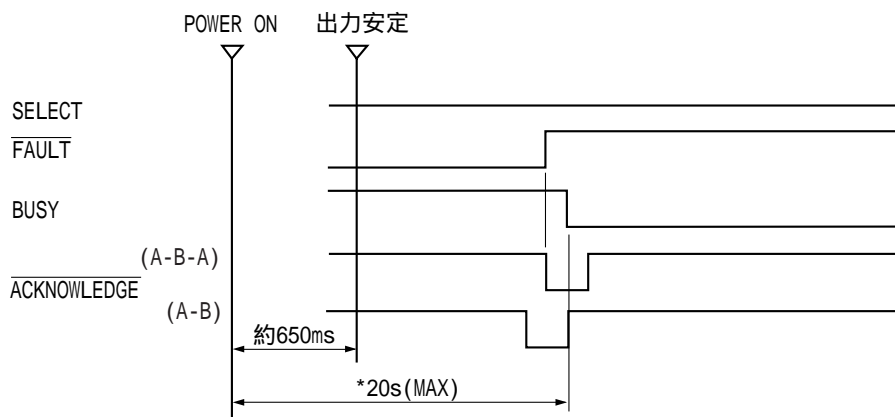 POWER ON 出力安定
SELECT
FAULT
BUSY
(A-B-A)
ACKNOWLEDGE
(A-B)
約650ms
*20s(MAX)